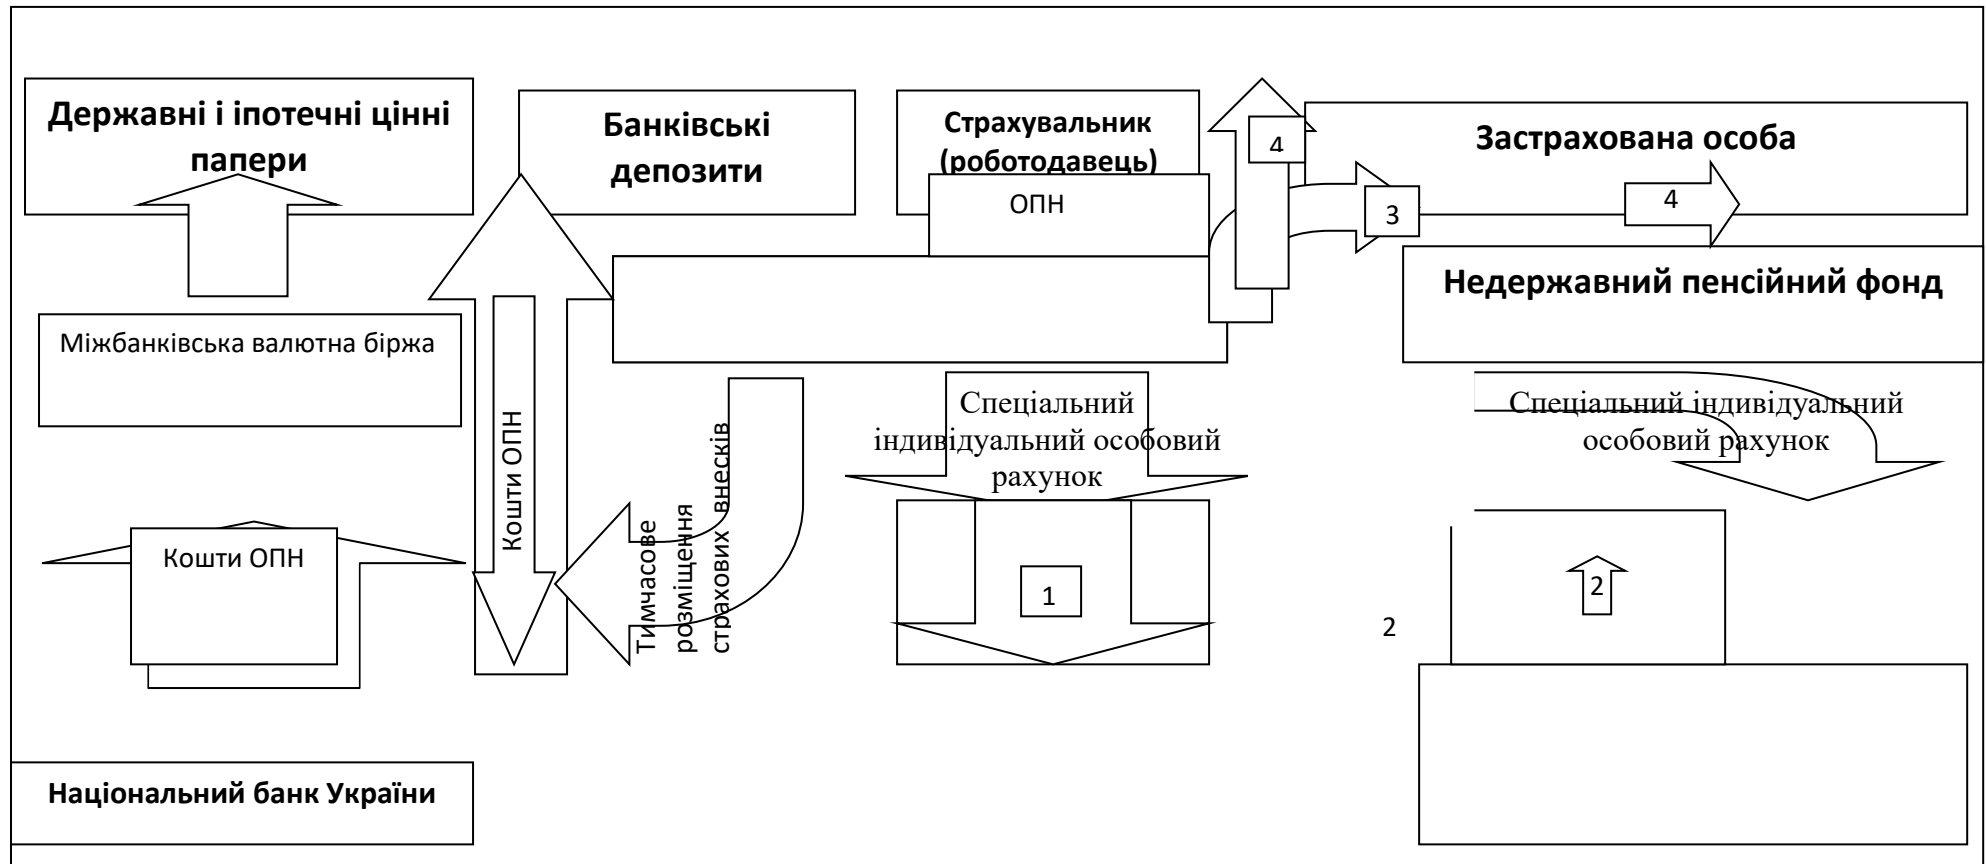 Державні і іпотечні цінні
папери
Банківські
депозити
Страхувальник
(роботодавець)
ОПН
4
3
Застрахована особа
4
Недержавний пенсійний фонд
Міжбанківська валютна біржа
Кошти ОПН
Тимчасове
розміщення
страхових внесків
Спеціальний
індивідуальний особовий
рахунок
Спеціальний індивідуальний
особовий рахунок
Кошти ОПН
1
2
2
Національний банк України